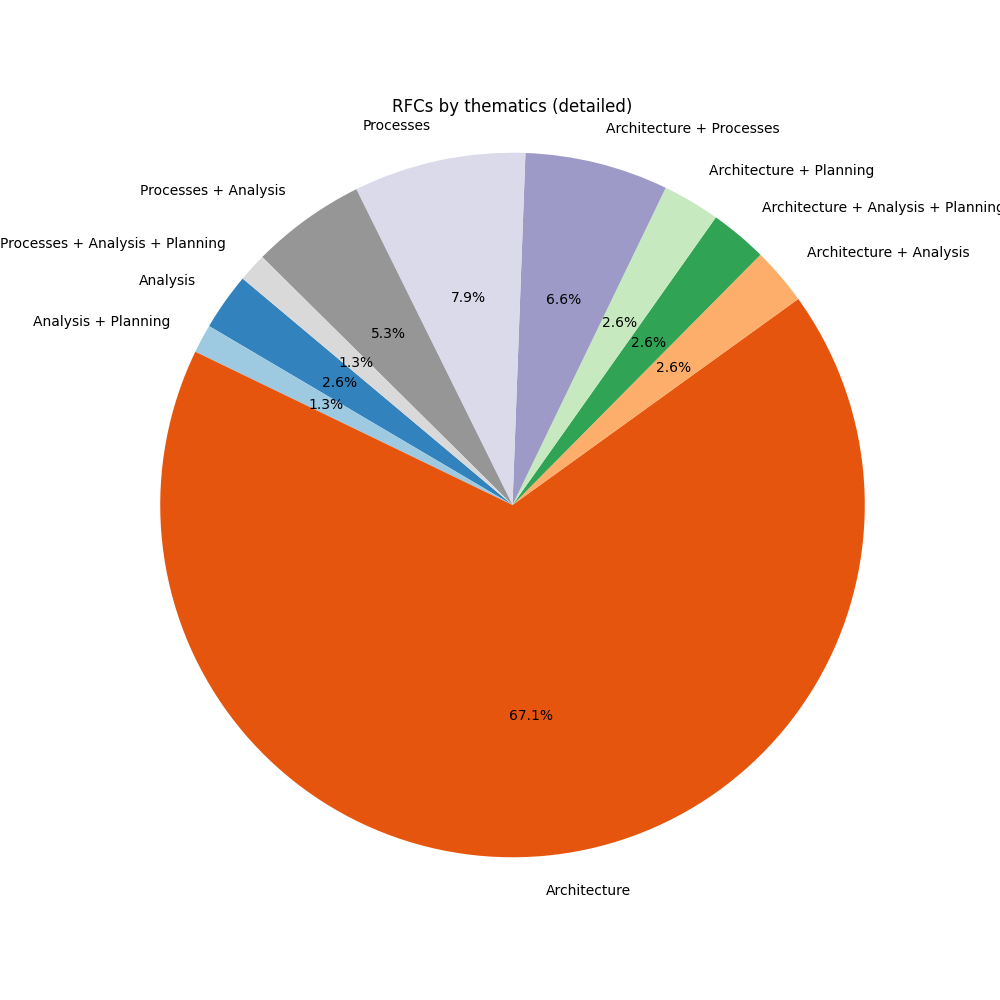 RFCs by thematics (detailed)
Processes
Architecture + Processes
Architecture + Planning
Processes + Analysis
Architecture + Analysis + Planning
Processes + Analysis + Planning
Architecture + Analysis
Analysis
Analysis + Planning
7.9%
6.6%
5.3%
2.6%
2.6%
1.3%
2.6%
2.6%
1.3%
67.1%
Architecture